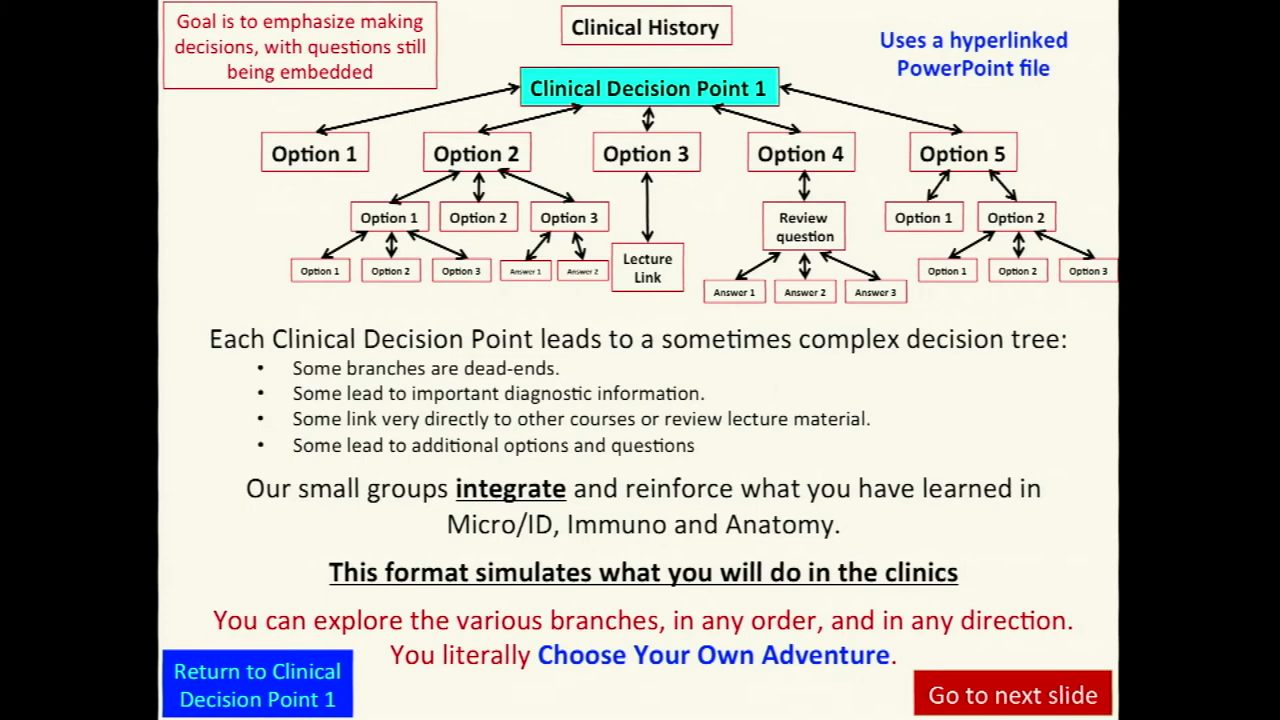 Goal is to emphasize making
decisions, with questions still
being embedded
Clinical History
Uses a hyperlinked
PowerPoint file
Clinical Decision Point 1
Option 1
Option 2
Option 3
Option 4
Option 5
Option 1
Option 2
Option 3
Lecture
Link
Review
question
Option 1
Option 2
Option 1
Option 2
Option 3
Answer 1
Answer 2
Answer 1
Answer 2
Answer 3
Option 1
Option 2
Option 3
Each Clinical Decision Point leads to a sometimes complex decision tree:
• Some branches are dead-ends.
• Some lead to important diagnostic information.
• Some link very directly to other courses or review lecture material.
• Some lead to additional options and questions
Our small groups integrate and reinforce what you have learned in
Micro/ID, Immuno and Anatomy.
This format simulates what you will do in the clinics
You can explore the various branches, in any order, and in any direction.
You literally Choose Your Own Adventure.
Return to Clinical
Decision Point 1
Go to next slide